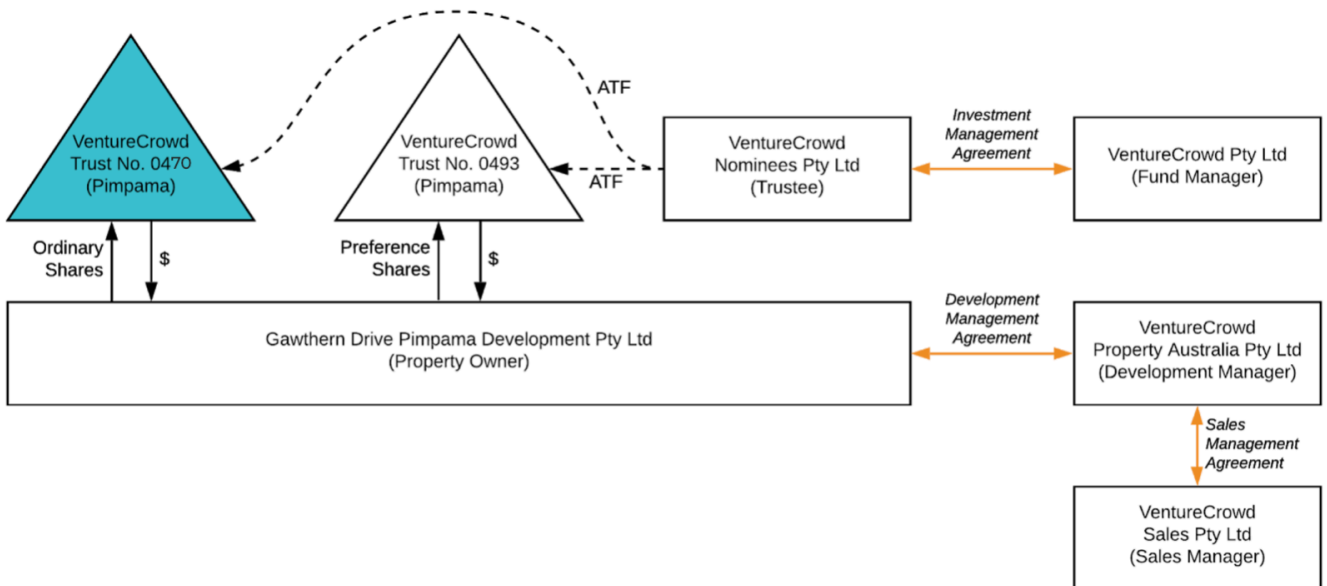 ATF
VentureCrowd
Trust No. 0470
(Pimpama)
VentureCrowd
Trust No. 0493
(Pimpama)
ATF
VentureCrowd
Nominees Pty Ltd
(Trustee)
Investment
Management
Agreement
VentureCrowd Pty Ltd
(Fund Manager)
Ordinary
Shares
$
Preference
Shares
$
Gawthern Drive Pimpama Development Pty Ltd
(Property Owner)
Development
Management
Agreement
VentureCrowd
Property Australia Pty Ltd
(Development Manager)
Sales
Management
Agreement
VentureCrowd
Sales Pty Ltd
(Sales Manager)